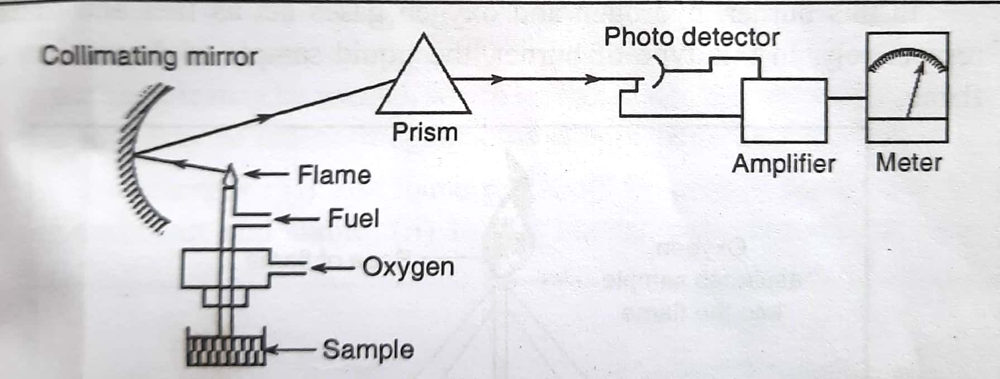 Collimating mirror
Photo detector
Prism
Amplifier
Meter
Flame
Fuel
Oxygen
Sample